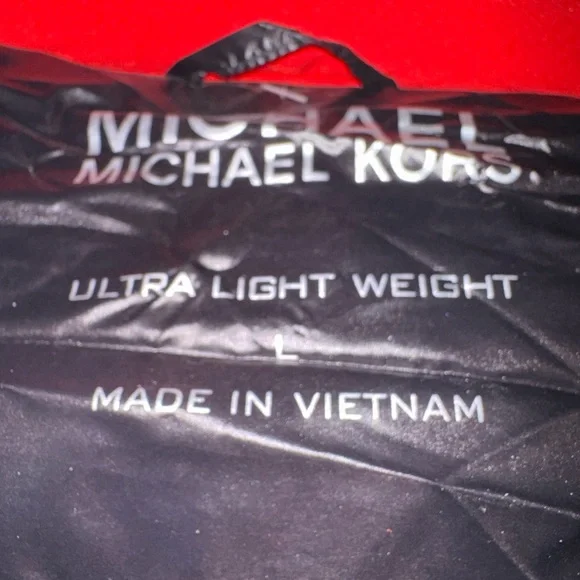 MICHAEL
MICHAEL KORS.
ULTRA LIGHT WEIGHT
L
MADE IN VIETNAM